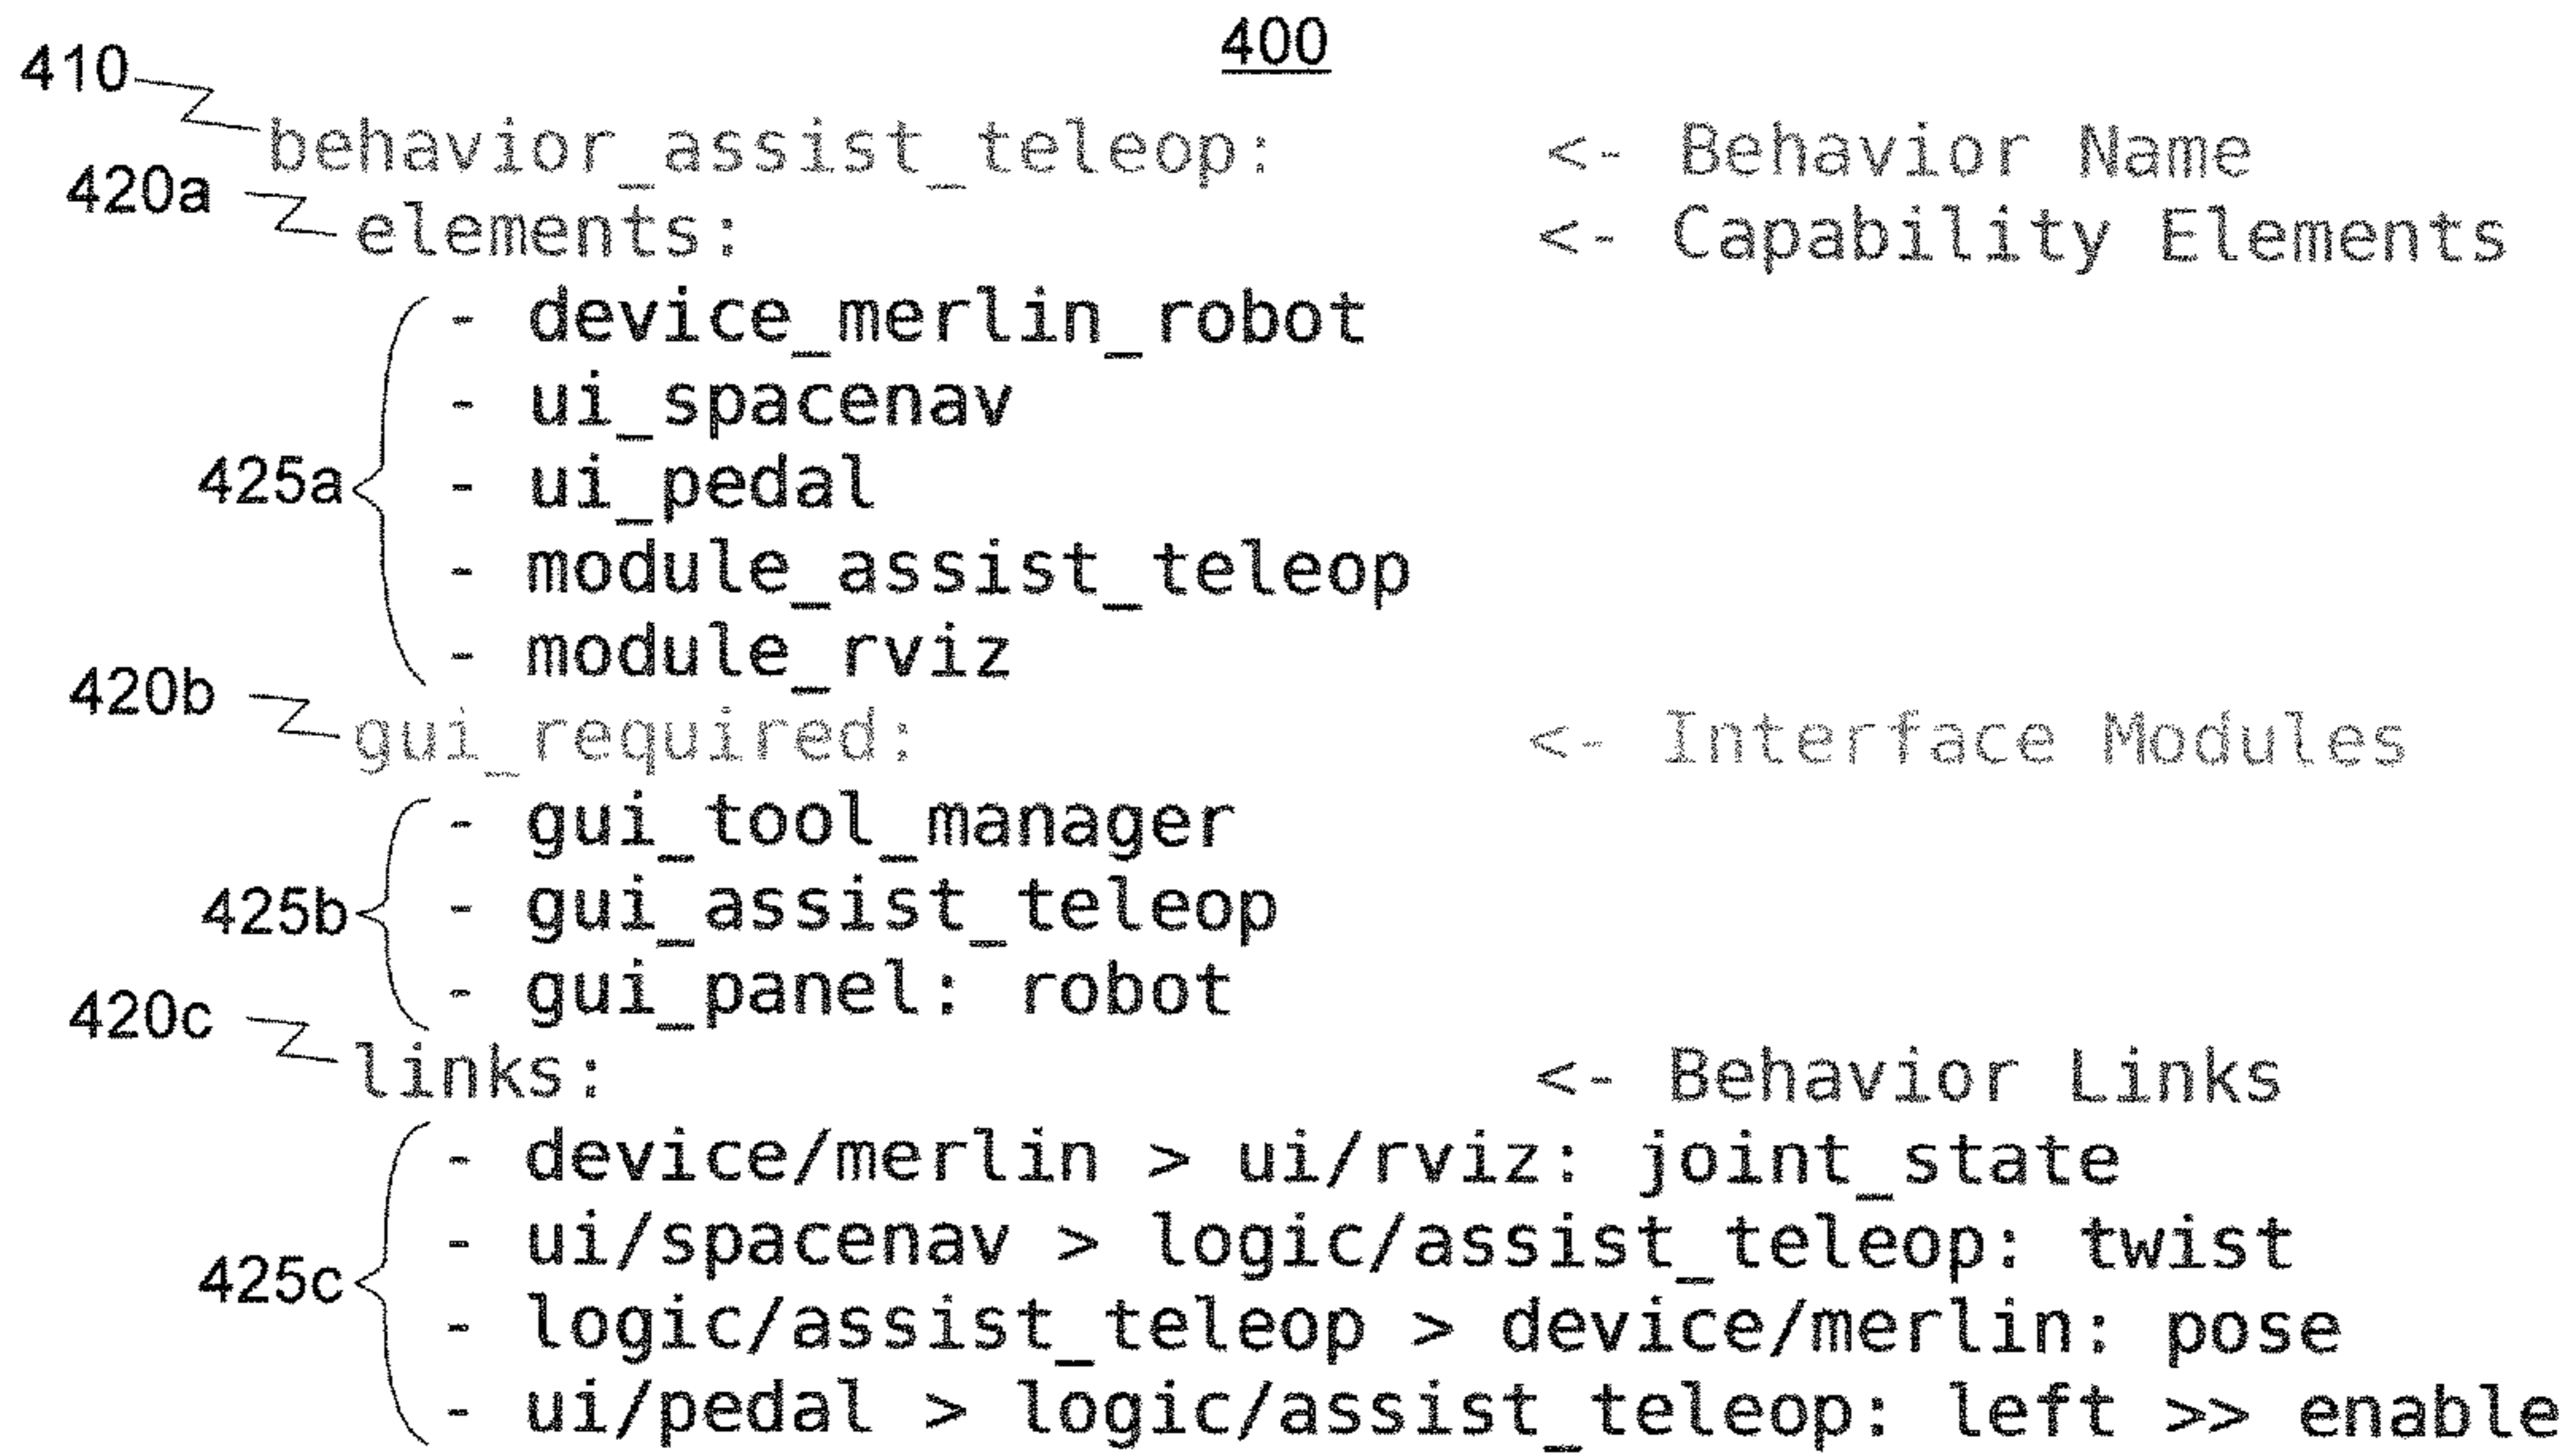 400
410
behavior_assist_teleop: <- Behavior Name
420a
elements: <- Capability Elements
- device_merlin_robot
- ui_spacenav
425a - ui_pedal
- module_assist_teleop
- module_rviz
420b
gui_required: <- Interface Modules
- gui_tool_manager
425b - gui_assist_teleop
- gui_panel: robot
420c
links: <- Behavior Links
- device/merlin > ui/rviz: joint_state
- ui/spacenav > logic/assist_teleop: twist
425c
- logic/assist_teleop > device/merlin: pose
- ui/pedal > logic/assist_teleop: left >> enable